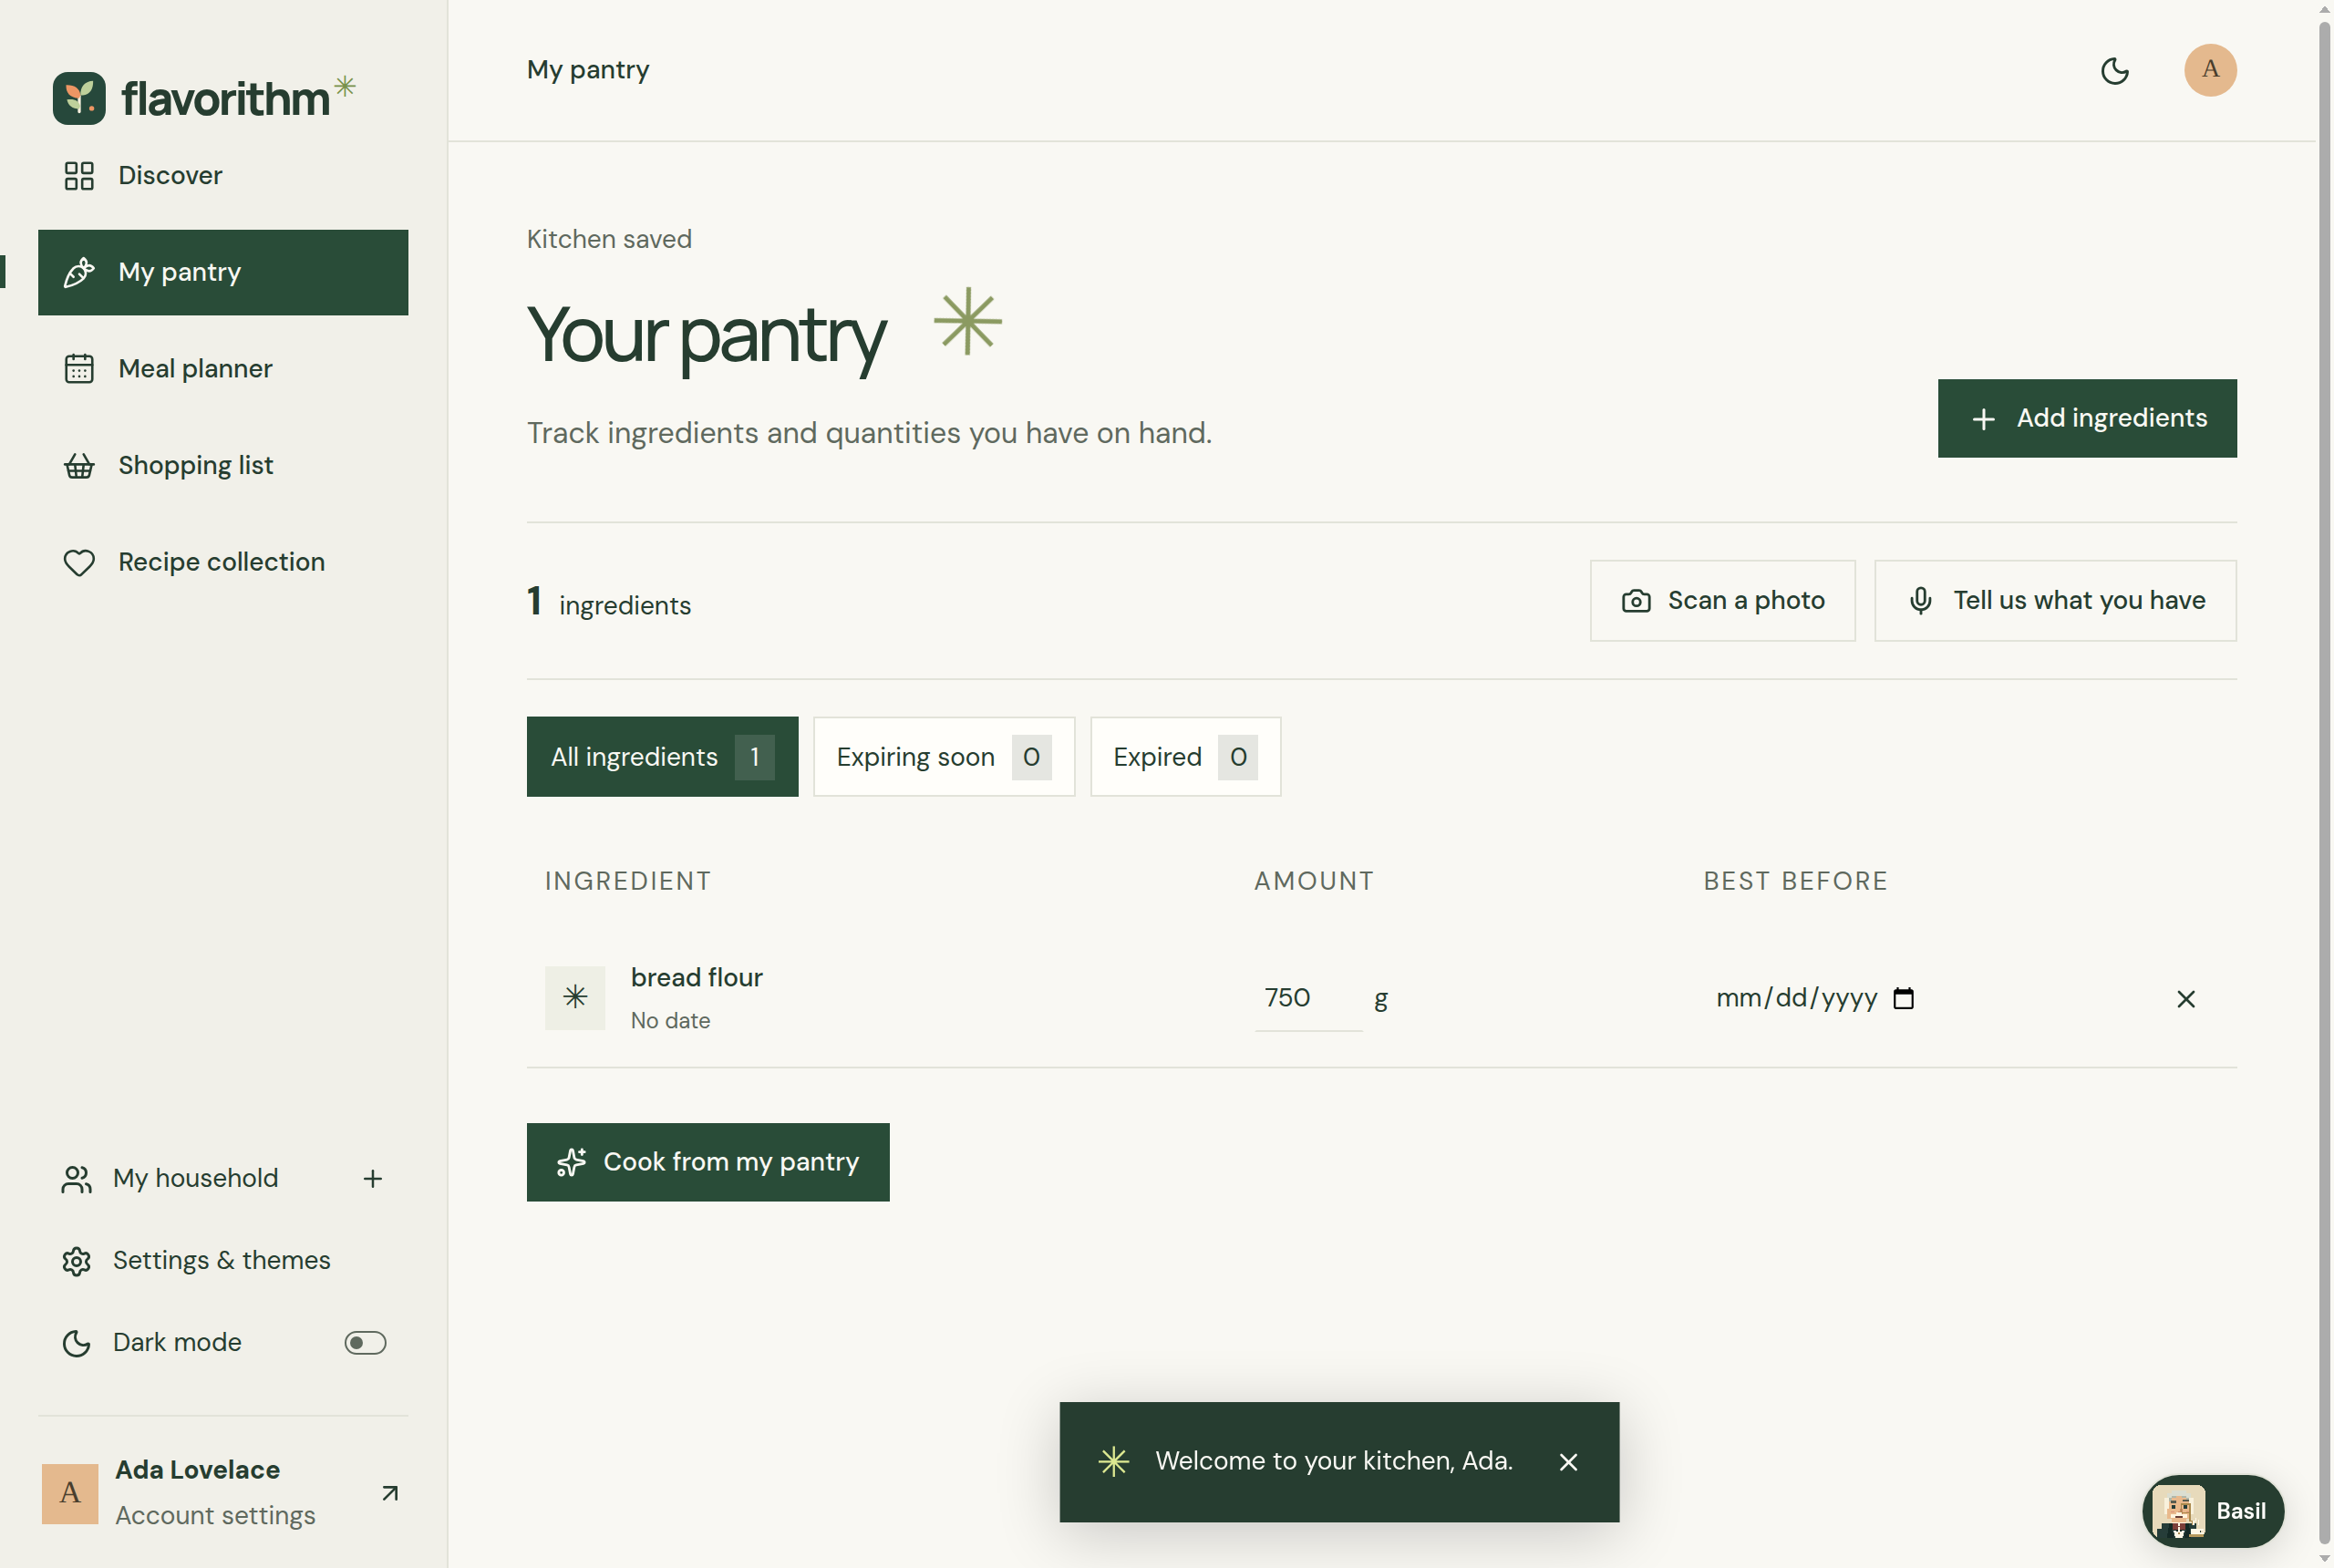 flavorithm
Discover
My pantry
Meal planner
Shopping list
Recipe collection
My household
Settings & themes
Dark mode
A
Ada Lovelace
Account settings
My pantry
A
Kitchen saved
Your pantry
Track ingredients and quantities you have on hand.
Add ingredients
1 ingredients
Scan a photo
Tell us what you have
All ingredients 1
Expiring soon 0
Expired 0
INGREDIENT AMOUNT BEST BEFORE
bread flour
No date
750 g
mm/dd/yyyy
Cook from my pantry
Welcome to your kitchen, Ada.
Basil